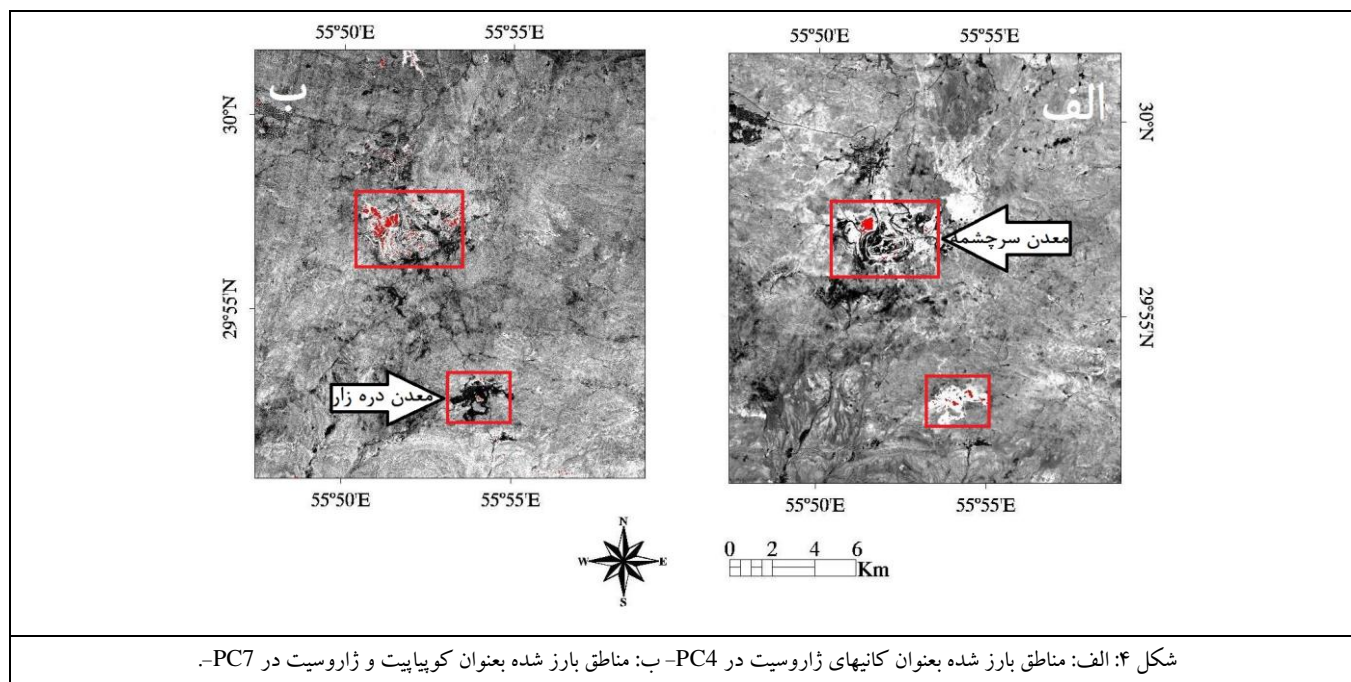 55°50'E 55°55'E 55°50'E 55°55'E
ب
الف
30°N
30°N
معدن سرچشمه
29°55'N
29°55'N
معدن دره زار
55°50'E 55°55'E
55°50'E 55°55'E
N
W E
S
0 2 4 6
Km
شکل ۴: الف: مناطق بارز شده بعنوان کانیهای ژاروسیت در PC4- ب: مناطق بارز شده بعنوان کوپیاپیت و ژاروسیت در PC7-.